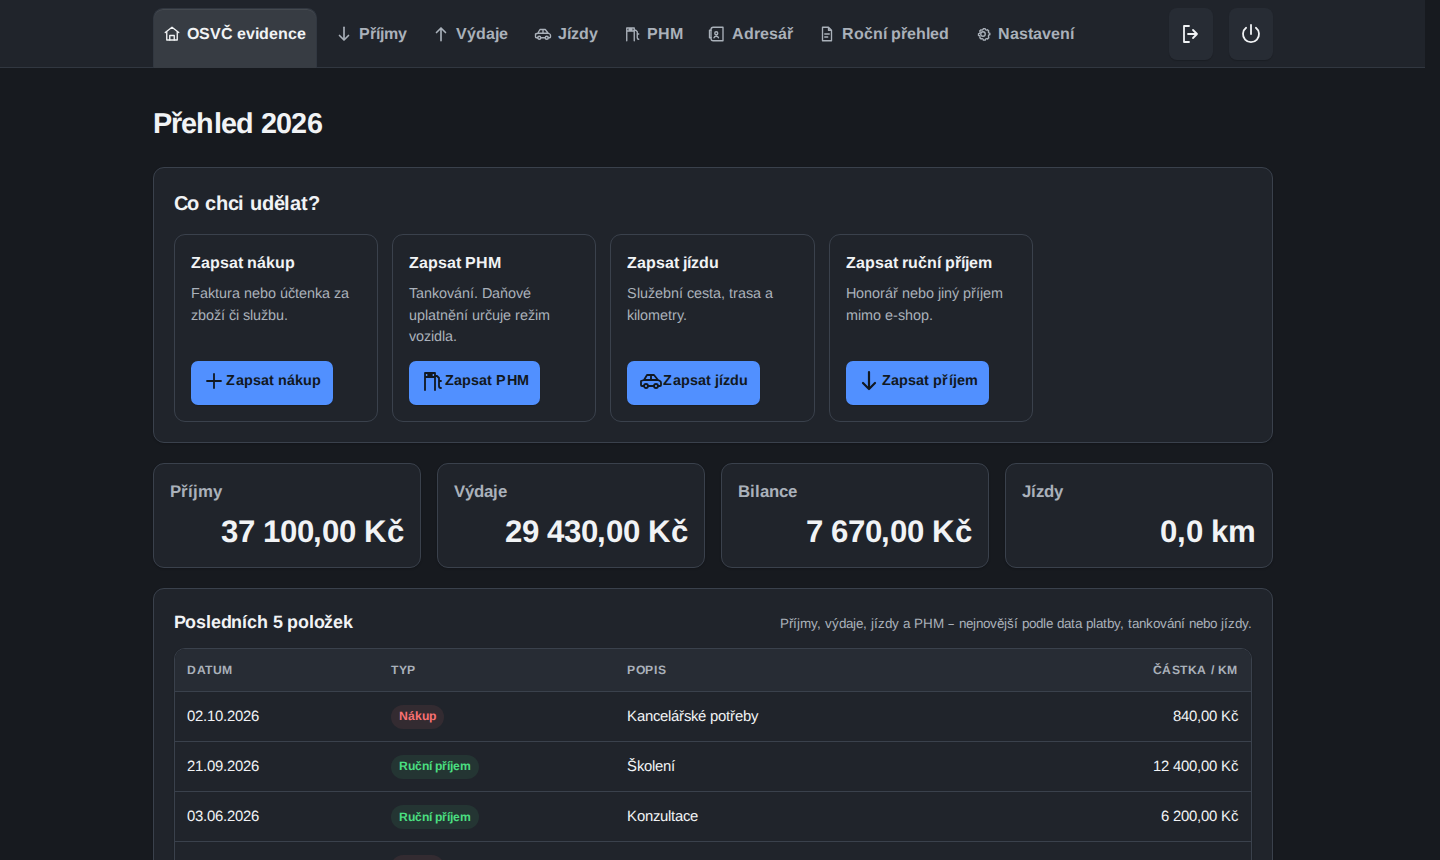 OSVČ evidence
Příjmy
Výdaje
Jízdy
PHM
Adresář
Roční přehled
Nastavení
Přehled 2026
Co chci udělat?
Zapsat nákup
Faktura nebo účtenka za
zboží či službu.
Zapsat nákup
Zapsat PHM
Tankování. Daňové
uplatnění určuje režim
vozidla.
Zapsat PHM
Zapsat jízdu
Služební cesta, trasa a
kilometry.
Zapsat jízdu
Zapsat ruční příjem
Honorář nebo jiný příjem
mimo e-shop.
Zapsat příjem
Příjmy
37 100,00 Kč
Výdaje
29 430,00 Kč
Bilance
7 670,00 Kč
Jízdy
0,0 km
Posledních 5 položek
Příjmy, výdaje, jízdy a PHM – nejnovější podle data platby, tankování nebo jízdy.
DATUM TYP POPIS ČÁSTKA / KM
02.10.2026 Nákup Kancelářské potřeby 840,00 Kč
21.09.2026 Ruční příjem Školení 12 400,00 Kč
03.06.2026 Ruční příjem Konzultace 6 200,00 Kč